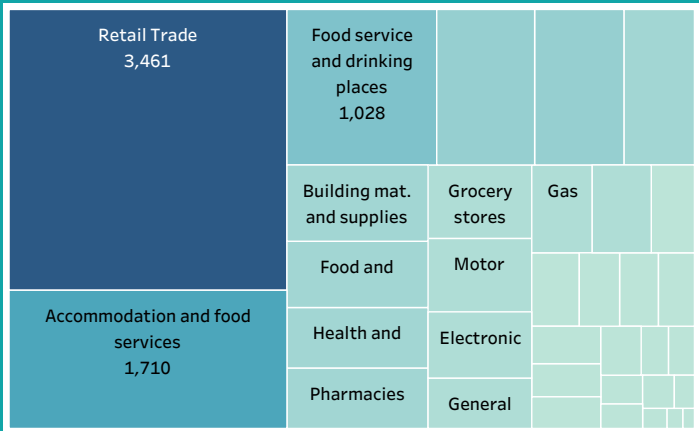 Retail Trade
3,461
Accommodation and food
services
1,710
Food service
and drinking
places
1,028
Building mat.
and supplies
Food and
Health and
Pharmacies
Grocery
stores
Motor
Electronic
General
Gas